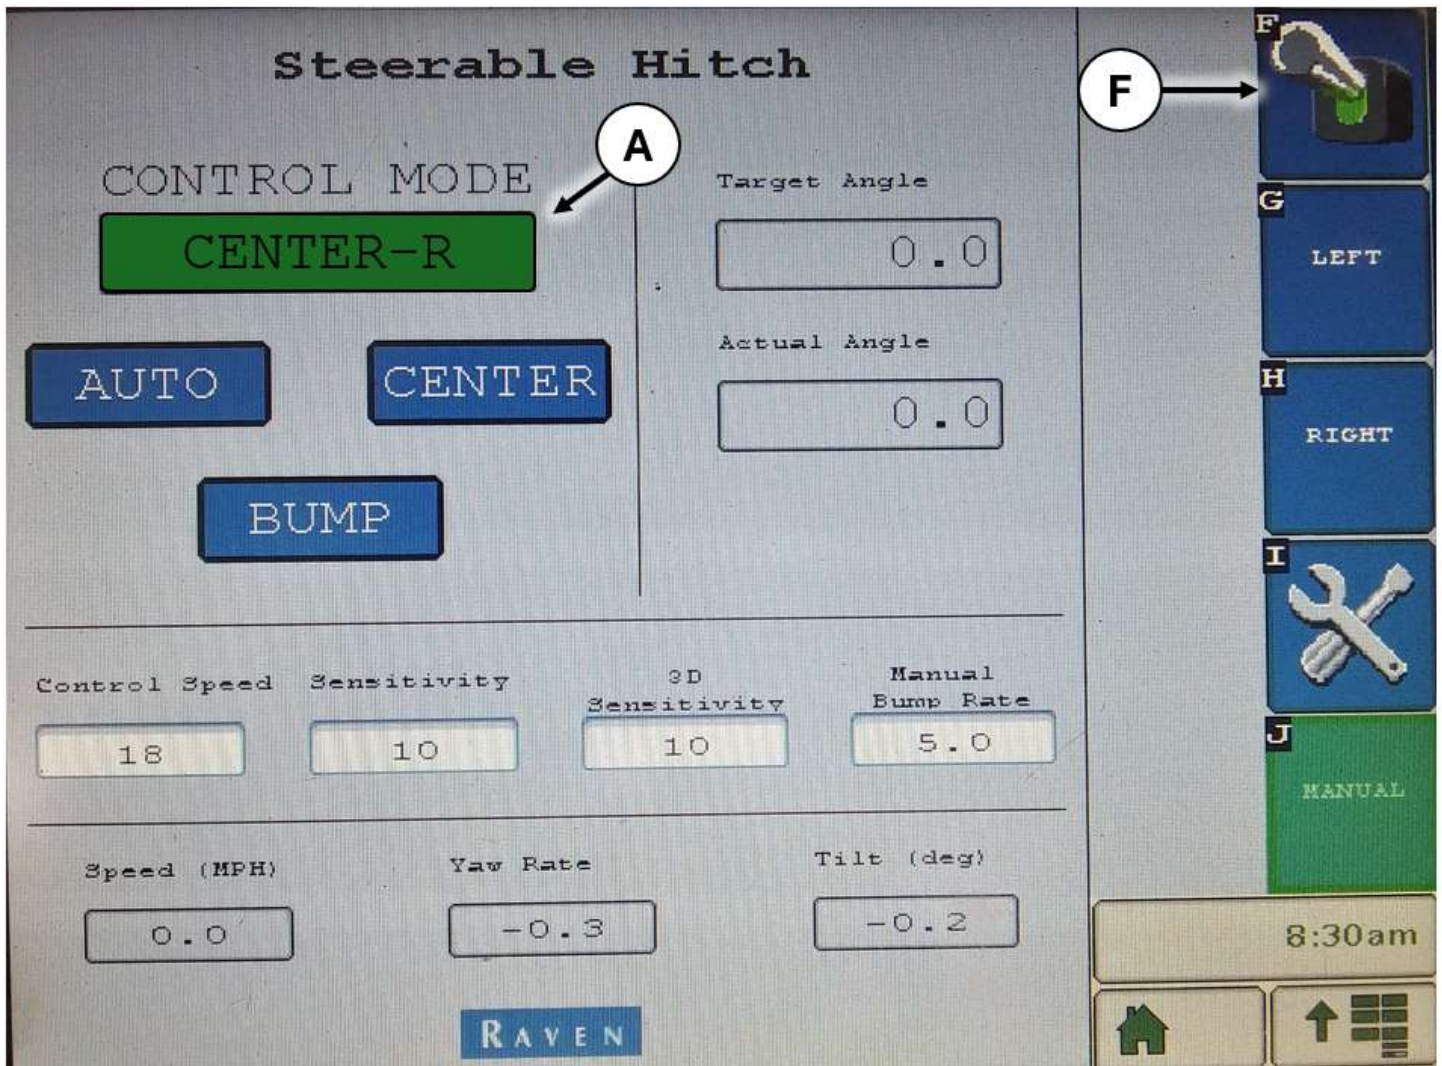 Steerable Hitch
F
A
CONTROL MODE
CENTER-R
AUTO
CENTER
BUMP
Target Angle
0.0
Actual Angle
0.0
F
G
LEFT
H
RIGHT
I
J
MANUAL
Control Speed
18
Sensitivity
10
3D
Sensitivity
10
Manual
Bump Rate
5.0
Speed (MPH)
0.0
Yaw Rate
-0.3
Tilt (deg)
-0.2
8:30am
RAVEN